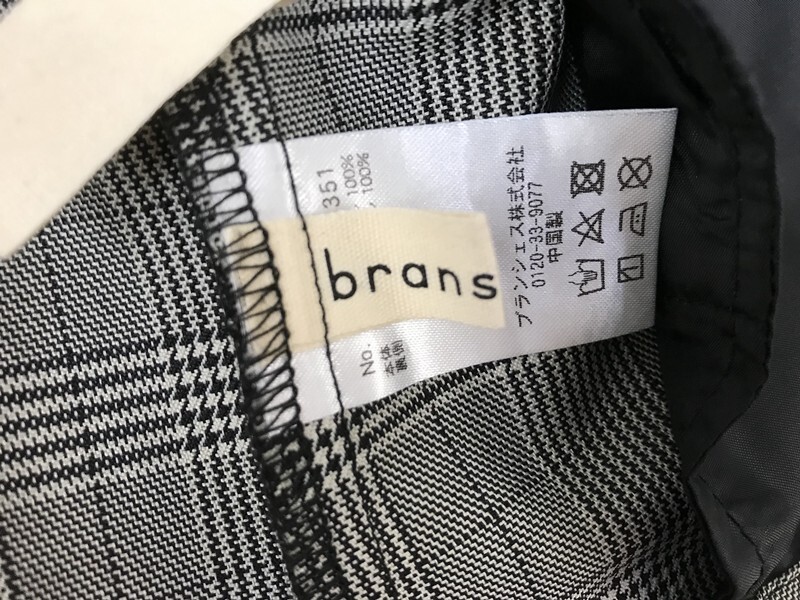 No.
351
本体
100%
裏側
100%
brans
ブランシェス株式会社
0120-33-9077
中国製